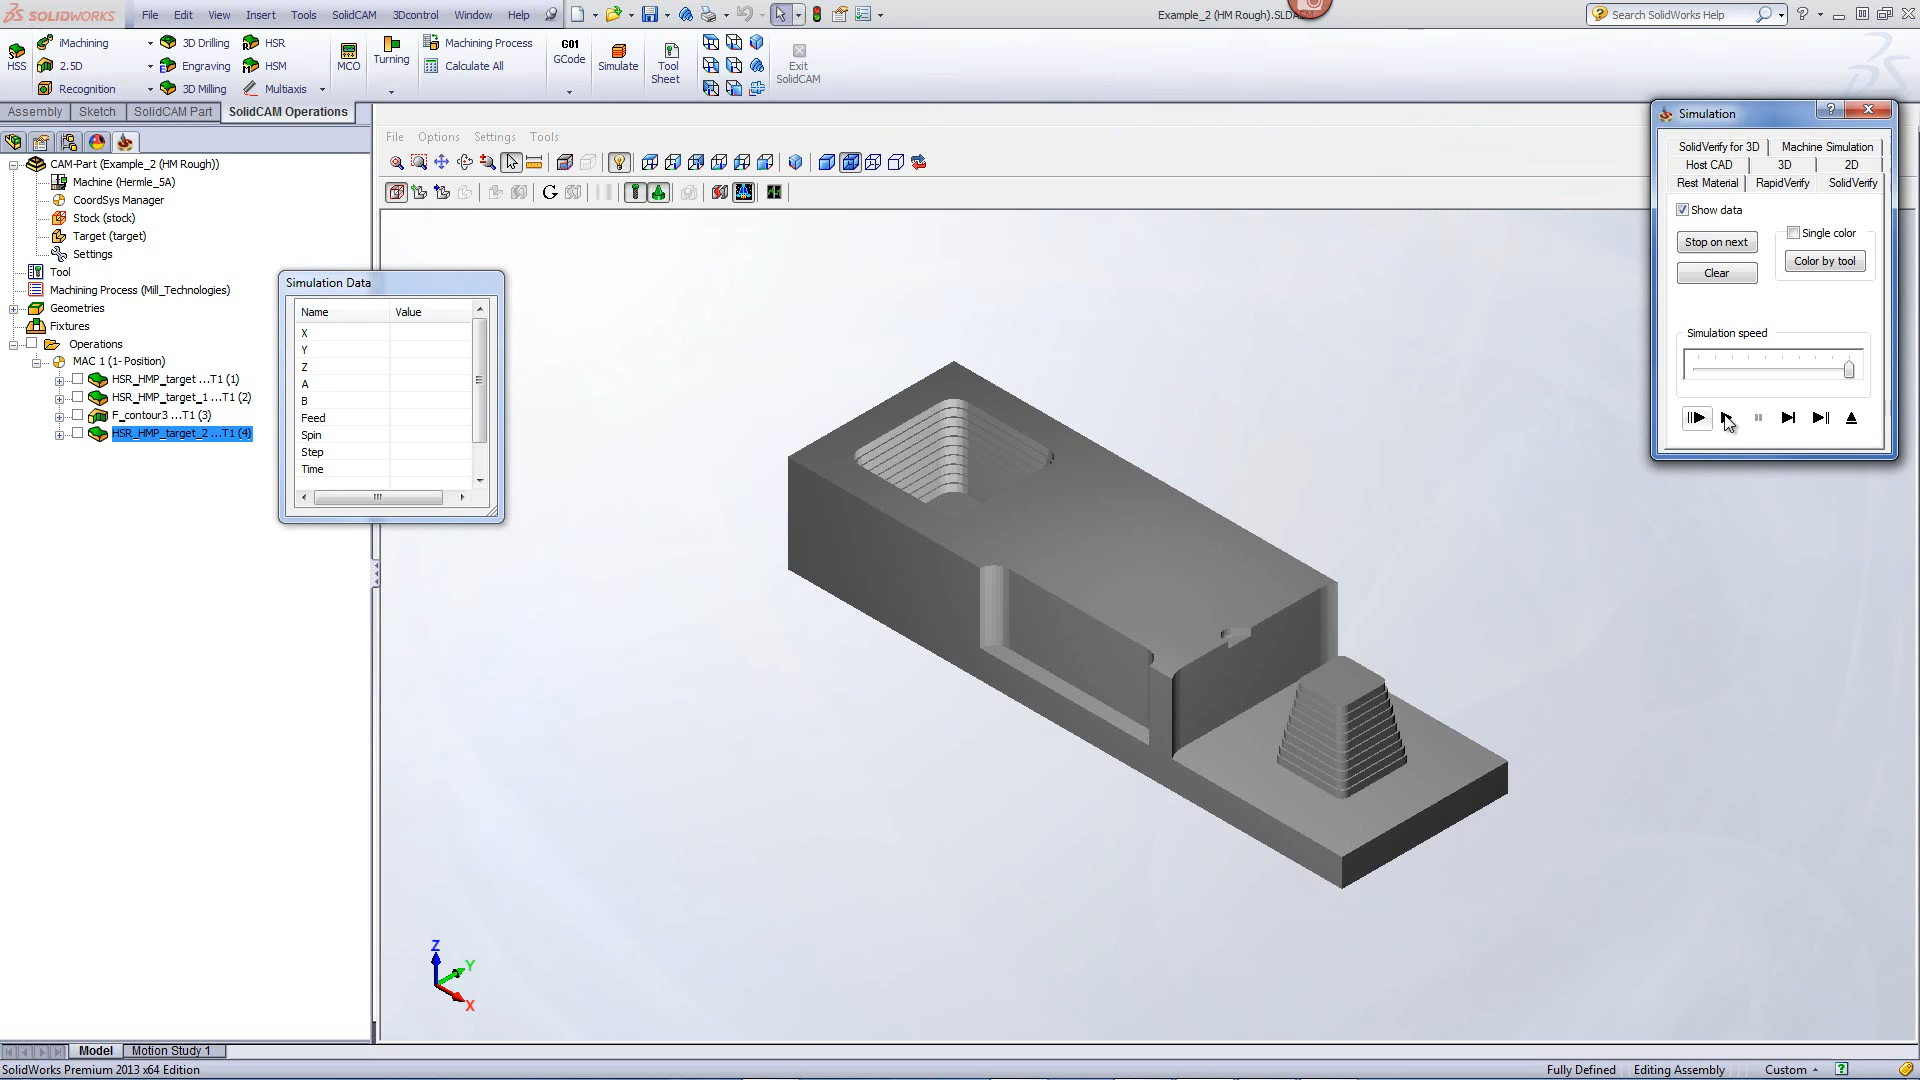 SOLIDWORKS File Edit View Insert Tools SolidCAM 3Dcontrol Window Help Example_2 (HM Rough).SLDASM Search SolidWorks Help
HSS iMachining 3D Drilling HSR MCO Turning Machining Process G01 GCode Simulate Tool Sheet Exit SolidCAM
2.5D Engraving HSM Calculate All
Recognition 3D Milling Multiaxis
Assembly Sketch SolidCAM Part SolidCAM Operations
File Options Settings Tools
CAM-Part (Example_2 (HM Rough))
Machine (Hermle_5A)
CoordSys Manager
Stock (stock)
Target (target)
Settings
Tool
Machining Process (Mill_Technologies)
Geometries
Fixtures
Operations
MAC 1 (1- Position)
HSR_HMP_target ...T1 (1)
HSR_HMP_target_1 ...T1 (2)
F_contour3 ...T1 (3)
HSR_HMP_target_2 ...T1 (4)
Simulation Data
Name Value
X
Y
Z
A
B
Feed
Spin
Step
Time
Simulation
SolidVerify for 3D Machine Simulation
Host CAD 3D 2D
Rest Material RapidVerify SolidVerify
Show data
Stop on next Single color
Clear Color by tool
Simulation speed
Z
Y
X
Model Motion Study 1
SolidWorks Premium 2013 x64 Edition Fully Defined Editing Assembly Custom